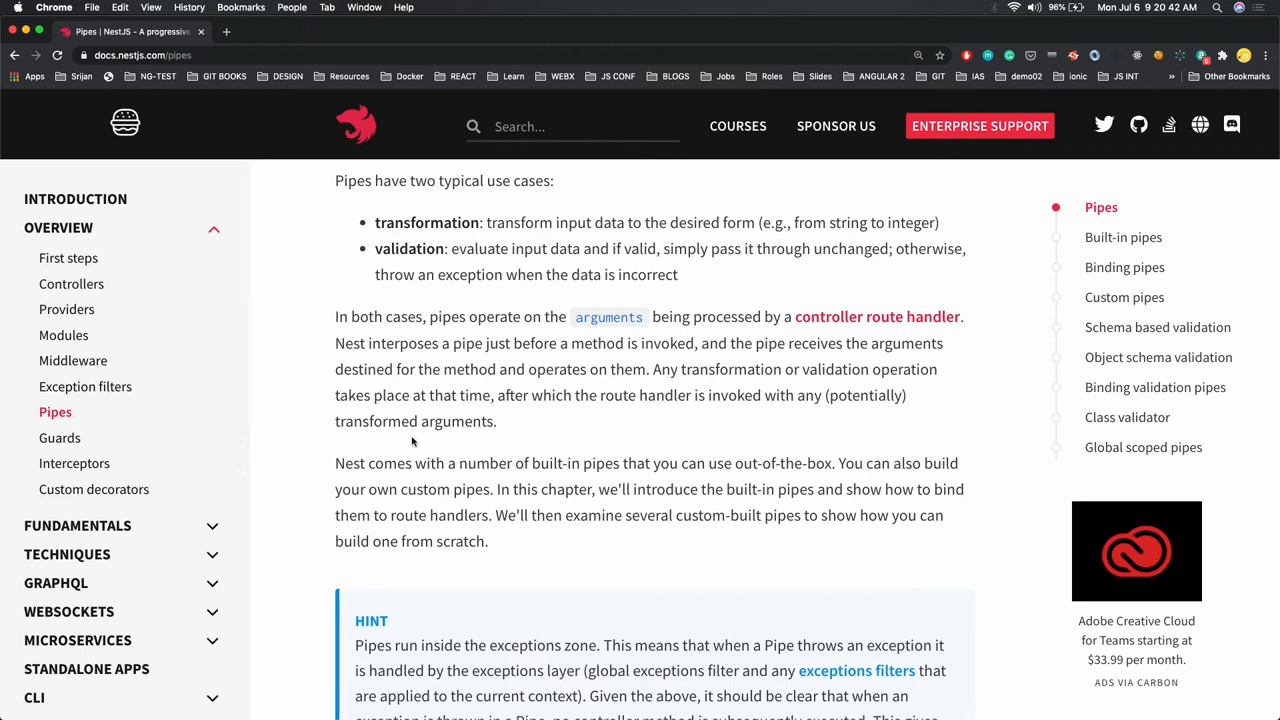 Chrome File Edit View History Bookmarks People Tab Window Help
96% Mon Jul 6 9 20 42 AM
Pipes | NestJS - A progressive
docs.nestjs.com/pipes
Apps Srijan NG-TEST GIT BOOKS DESIGN Resources Docker REACT Learn WEBX JS CONF BLOGS Jobs Roles Slides ANGULAR 2 GIT IAS demo02 ionic JS INT » Other Bookmarks
Search...
COURSES SPONSOR US ENTERPRISE SUPPORT
INTRODUCTION
OVERVIEW
First steps
Controllers
Providers
Modules
Middleware
Exception filters
Pipes
Guards
Interceptors
Custom decorators
FUNDAMENTALS
TECHNIQUES
GRAPHQL
WEBSOCKETS
MICROSERVICES
STANDALONE APPS
CLI
Pipes have two typical use cases:
• transformation: transform input data to the desired form (e.g., from string to integer)
• validation: evaluate input data and if valid, simply pass it through unchanged; otherwise,
throw an exception when the data is incorrect
In both cases, pipes operate on the arguments being processed by a controller route handler.
Nest interposes a pipe just before a method is invoked, and the pipe receives the arguments
destined for the method and operates on them. Any transformation or validation operation
takes place at that time, after which the route handler is invoked with any (potentially)
transformed arguments.
Nest comes with a number of built-in pipes that you can use out-of-the-box. You can also build
your own custom pipes. In this chapter, we'll introduce the built-in pipes and show how to bind
them to route handlers. We'll then examine several custom-built pipes to show how you can
build one from scratch.
HINT
Pipes run inside the exceptions zone. This means that when a Pipe throws an exception it
is handled by the exceptions layer (global exceptions filter and any exceptions filters that
are applied to the current context). Given the above, it should be clear that when an
exception is thrown in a Pipe, no controller method is subsequently executed. This gives
Pipes
Built-in pipes
Binding pipes
Custom pipes
Schema based validation
Object schema validation
Binding validation pipes
Class validator
Global scoped pipes
Adobe Creative Cloud
for Teams starting at
$33.99 per month.
ADS VIA CARBON